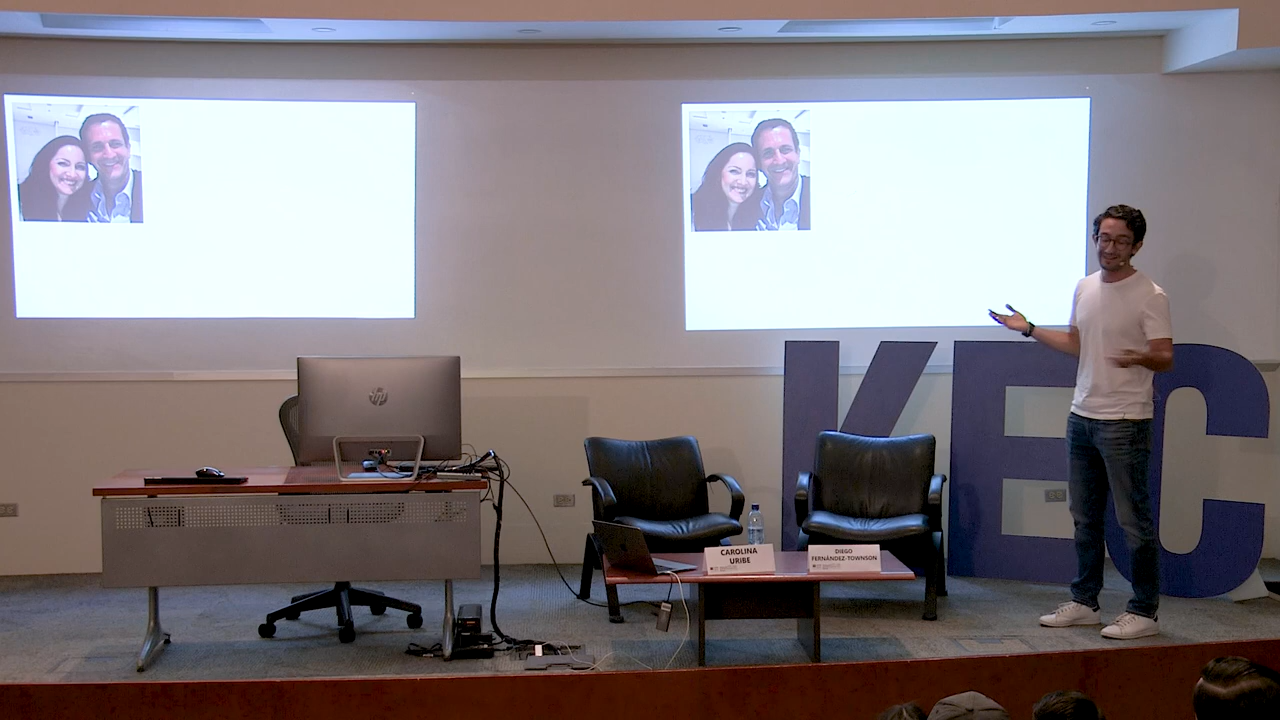 KEC
hp
CAROLINA
URIBE
DIEGO
FERNÁNDEZ-TOWNSON